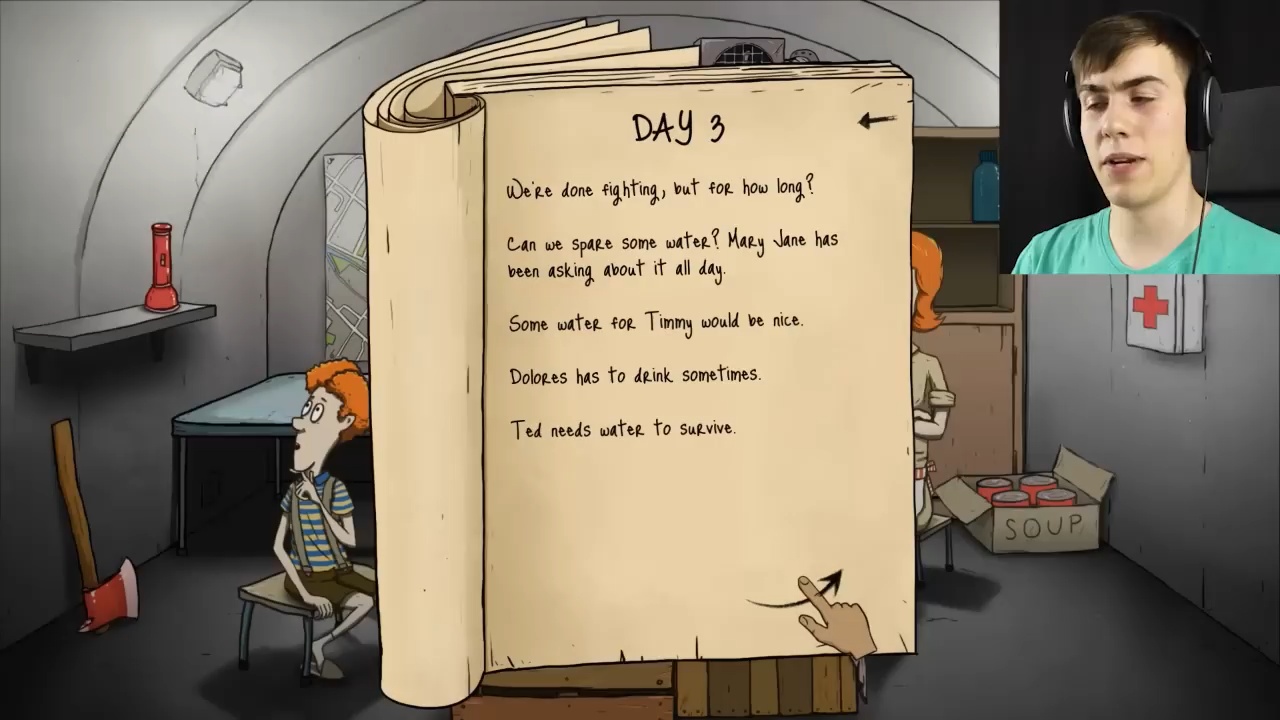 DAY 3
We're done fighting, but for how long?
Can we spare some water? Mary Jane has
been asking about it all day.
Some water for Timmy would be nice.
Dolores has to drink sometimes.
Ted needs water to survive.
SOUP